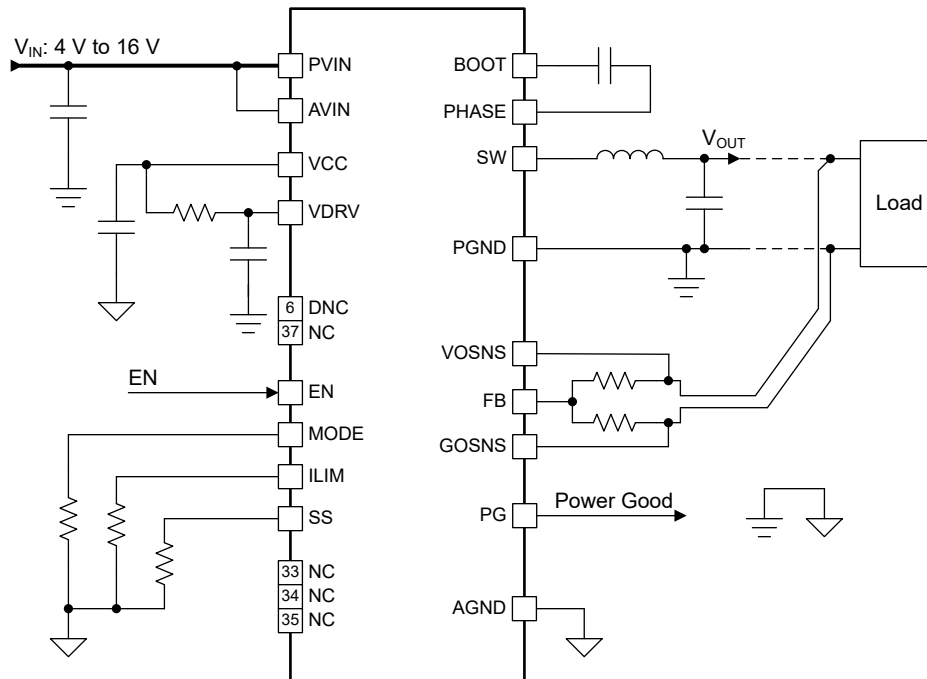 V_IN: 4 V to 16 V
PVIN
AVIN
VCC
VDRV
6 DNC
37 NC
EN
EN
MODE
ILIM
SS
33 NC
34 NC
35 NC
BOOT
PHASE
SW
V_OUT
Load
PGND
VOSNS
FB
GOSNS
PG
Power Good
AGND